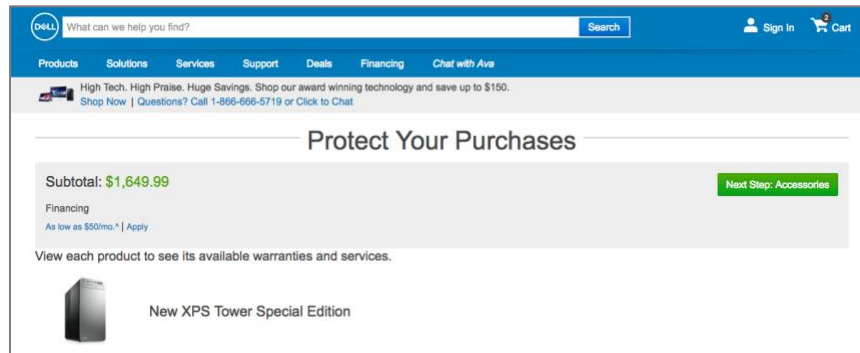 DELL
What can we help you find?
Search
Sign In
2
Cart
Products Solutions Services Support Deals Financing Chat with Ava
High Tech. High Praise. Huge Savings. Shop our award winning technology and save up to $150.
Shop Now | Questions? Call 1-866-666-5719 or Click to Chat
Protect Your Purchases
Subtotal: $1,649.99
Next Step: Accessories
Financing
As low as $50/mo.^ | Apply
View each product to see its available warranties and services.
New XPS Tower Special Edition